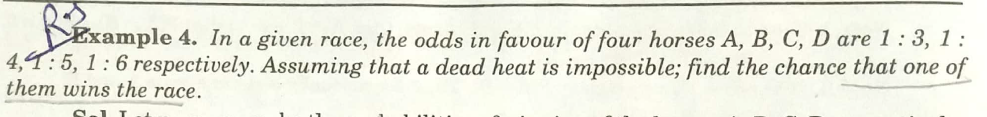 Example 4. In a given race, the odds in favour of four horses A, B, C, D are 1 : 3, 1 :
4, 1 : 5, 1 : 6 respectively. Assuming that a dead heat is impossible; find the chance that one of
them wins the race.